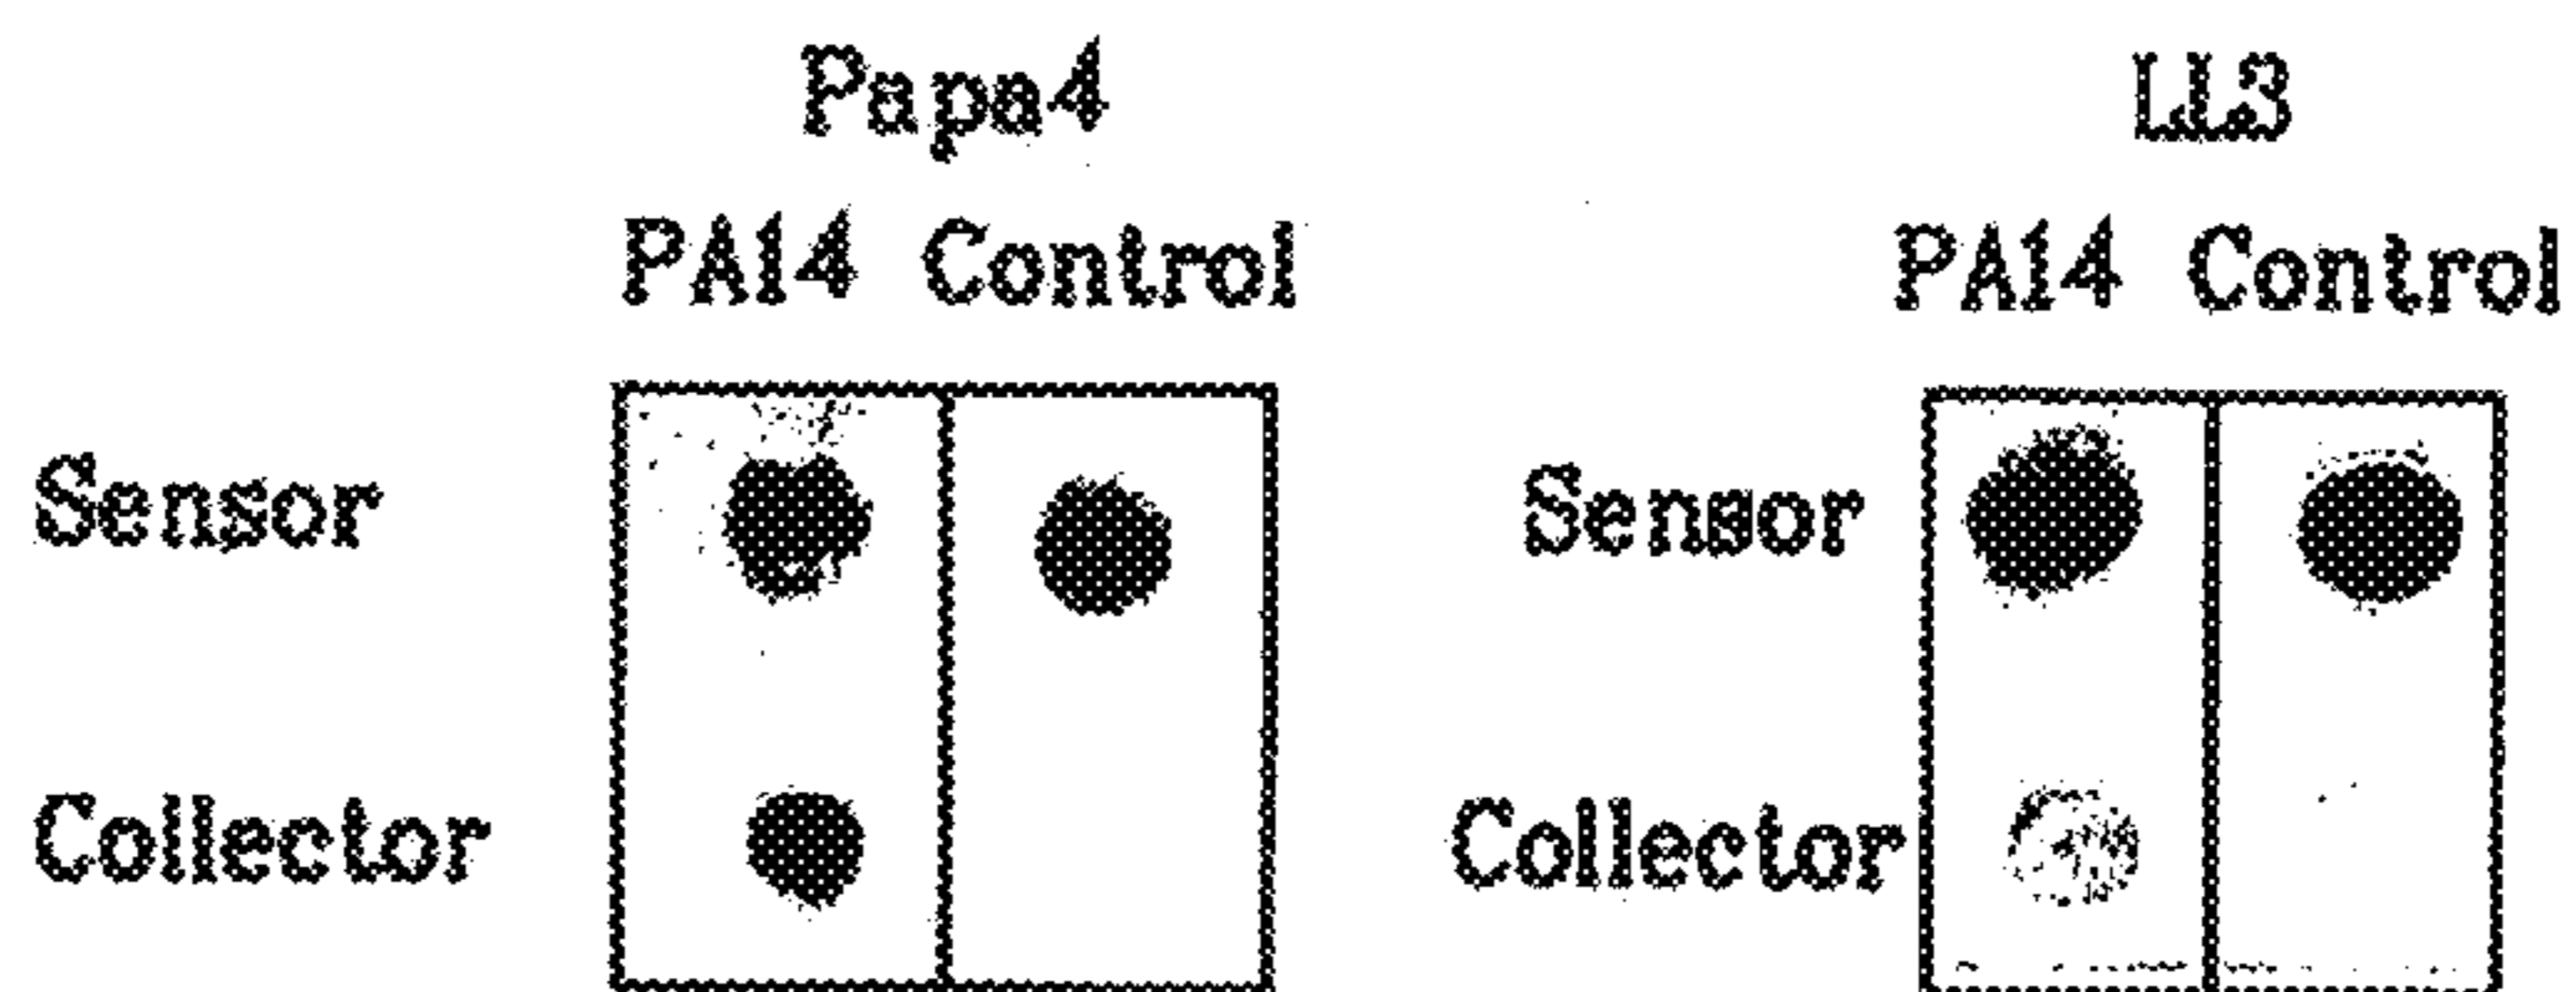 Papa4
PA14 Control
Sensor
Collector
LL3
PA14 Control
Sensor
Collector